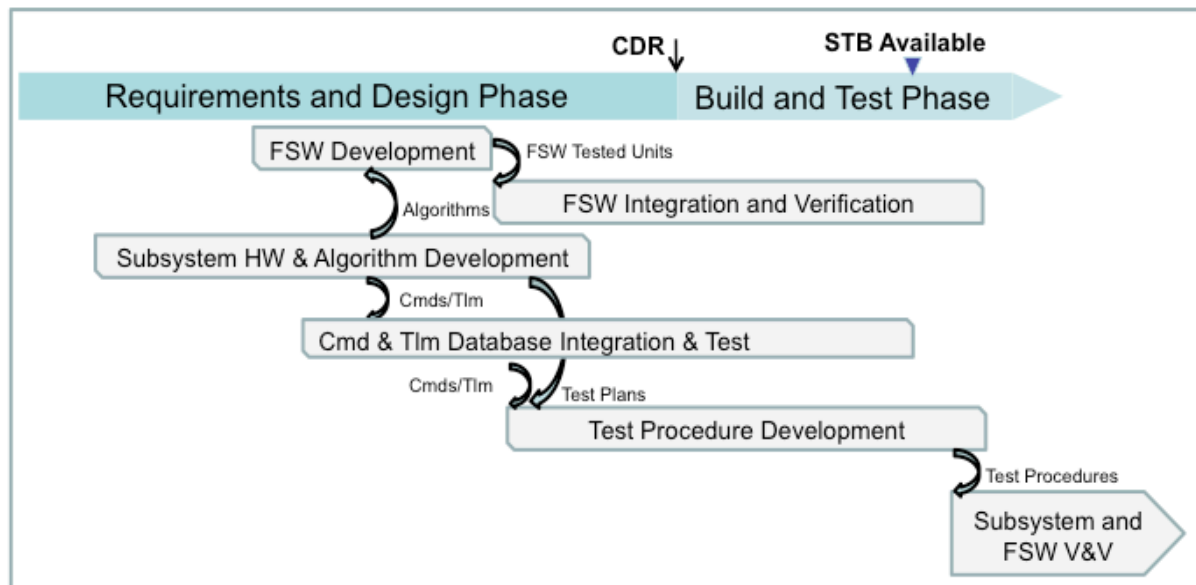 CDR
STB Available
Requirements and Design Phase
Build and Test Phase
FSW Development
FSW Tested Units
Algorithms
FSW Integration and Verification
Subsystem HW & Algorithm Development
Cmds/Tlm
Cmd & Tlm Database Integration & Test
Cmds/Tlm
Test Plans
Test Procedure Development
Test Procedures
Subsystem and
FSW V&V